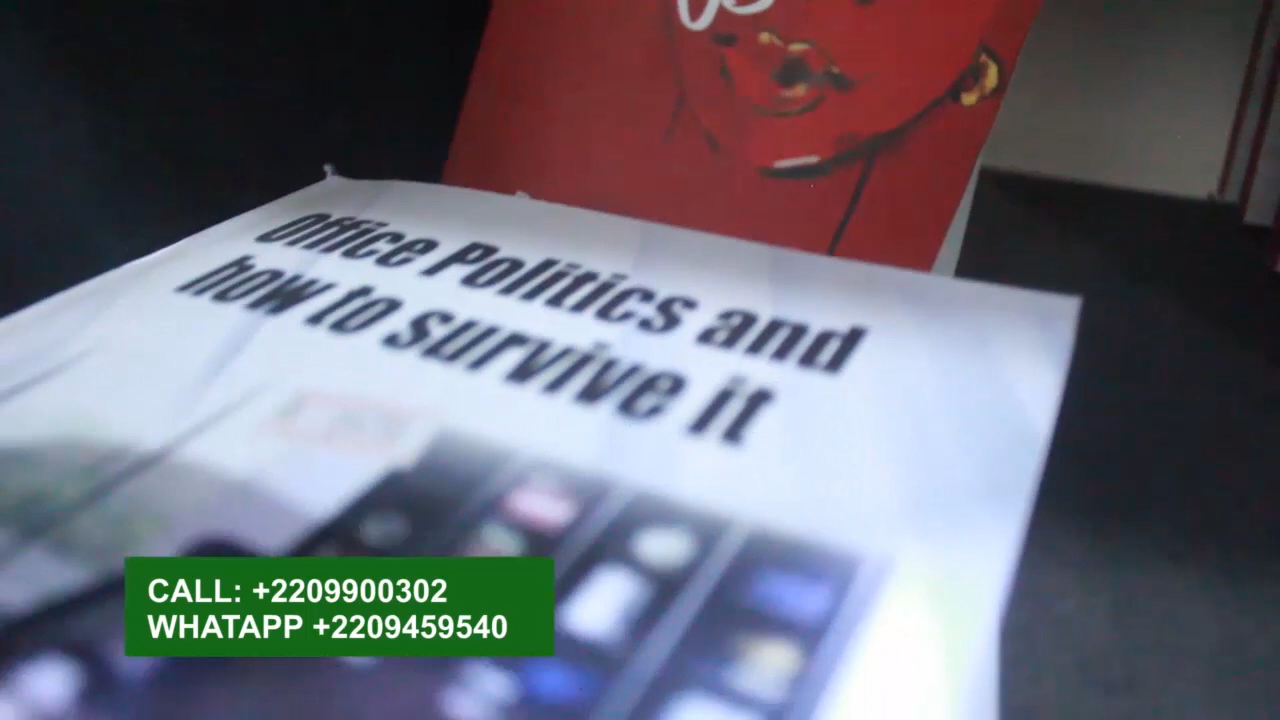 Office Politics and
how to survive it
CALL: +2209900302
WHATAPP +2209459540